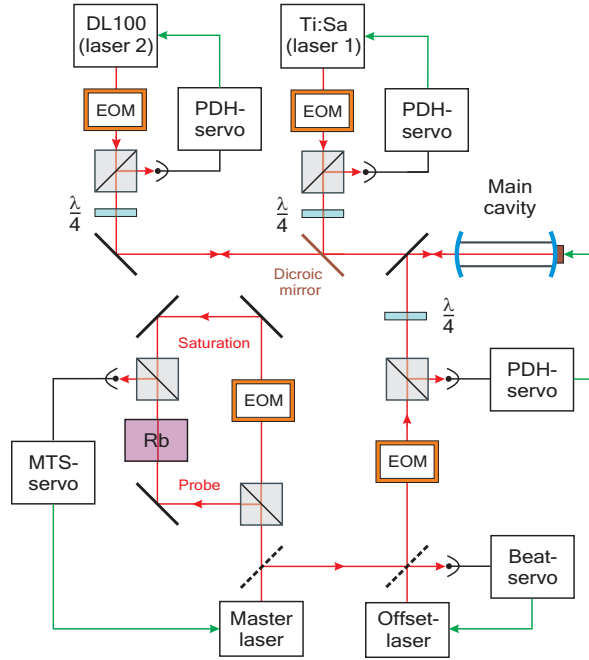 DL100
(laser 2)
Ti:Sa
(laser 1)
EOM
PDH-
servo
EOM
PDH-
servo
λ
4
λ
4
Main
cavity
Dicroic
mirror
λ
4
Saturation
PDH-
servo
EOM
Rb
EOM
MTS-
servo
Probe
Beat-
servo
Master
laser
Offset-
laser